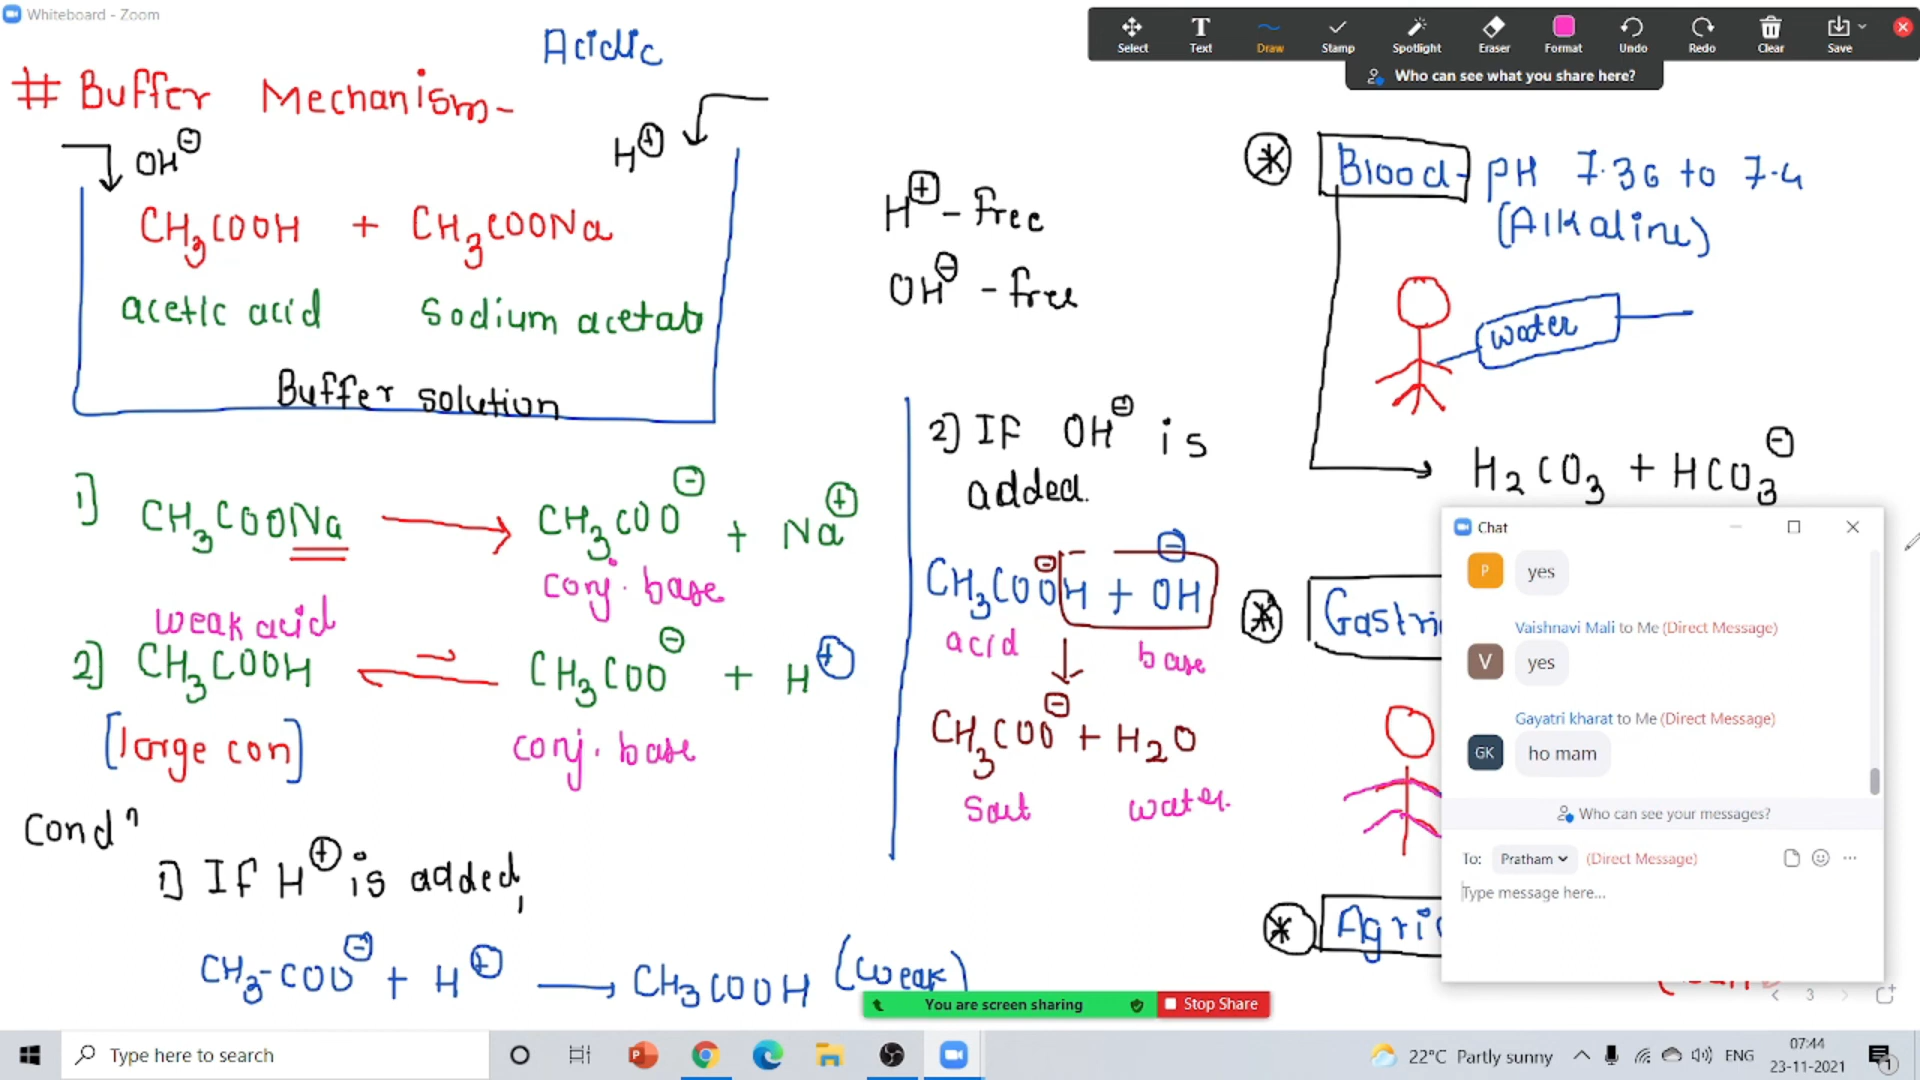 Whiteboard - Zoom
Select Text Draw Stamp Spotlight Eraser Format Undo Redo Clear Save
Who can see what you share here?
Acidic
# Buffer Mechanism-
OH⊖
H⊕
CH3COOH + CH3COONa
acetic acid Sodium acetate
Buffer solution
1) CH3COONa → CH3COO⊖ + Na⊕
conj. base
weak acid
2) CH3COOH ⇌ CH3COO⊖ + H⊕
[large con]
conj. base
Condⁿ
1) If H⊕ is added,
CH3-COO⊖ + H⊕ → CH3COOH (weak)
H⊕ - free
OH⊖ - free
2) If OH⊖ is
added.
CH3COO⊖H + OH⊖
acid base
↓
CH3COO⊖ + H2O
Salt water.
Blood - pH 7.36 to 7.4
(Alkaline)
water
H2CO3 + HCO3⊖
Gastri
Agri
Chat
P yes
Vaishnavi Mali to Me (Direct Message)
V yes
Gayatri kharat to Me (Direct Message)
GK ho mam
Who can see your messages?
To: Pratham (Direct Message)
Type message here...
3
You are screen sharing Stop Share
Type here to search
22°C Partly sunny ENG
07:44
23-11-2021
1